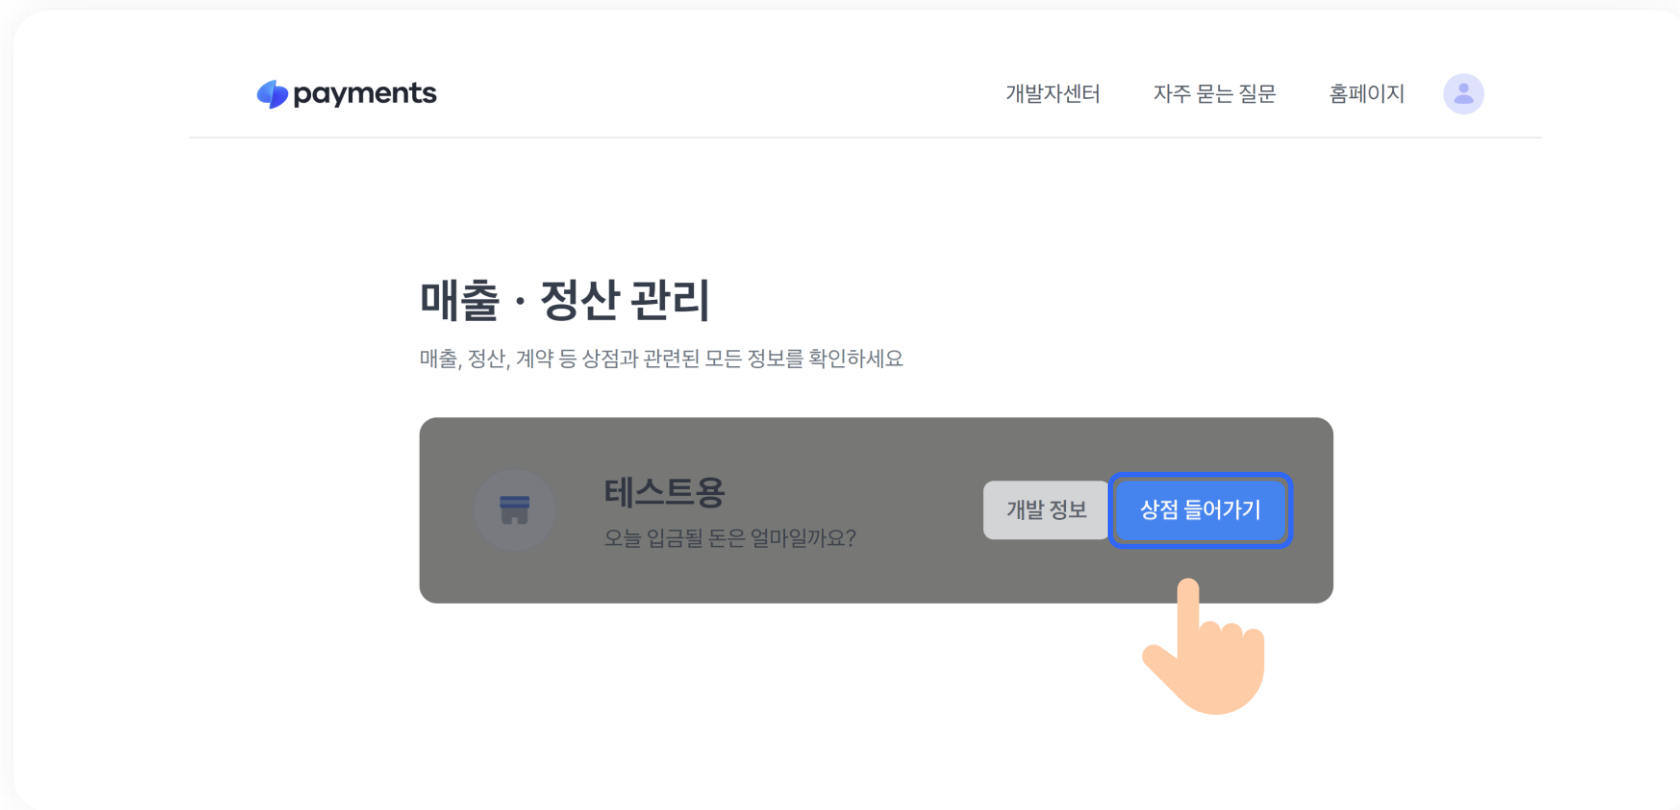 payments
개발자센터 자주 묻는 질문 홈페이지
매출 · 정산 관리
매출, 정산, 계약 등 상점과 관련된 모든 정보를 확인하세요
테스트용
오늘 입금될 돈은 얼마일까요?
개발 정보 상점 들어가기